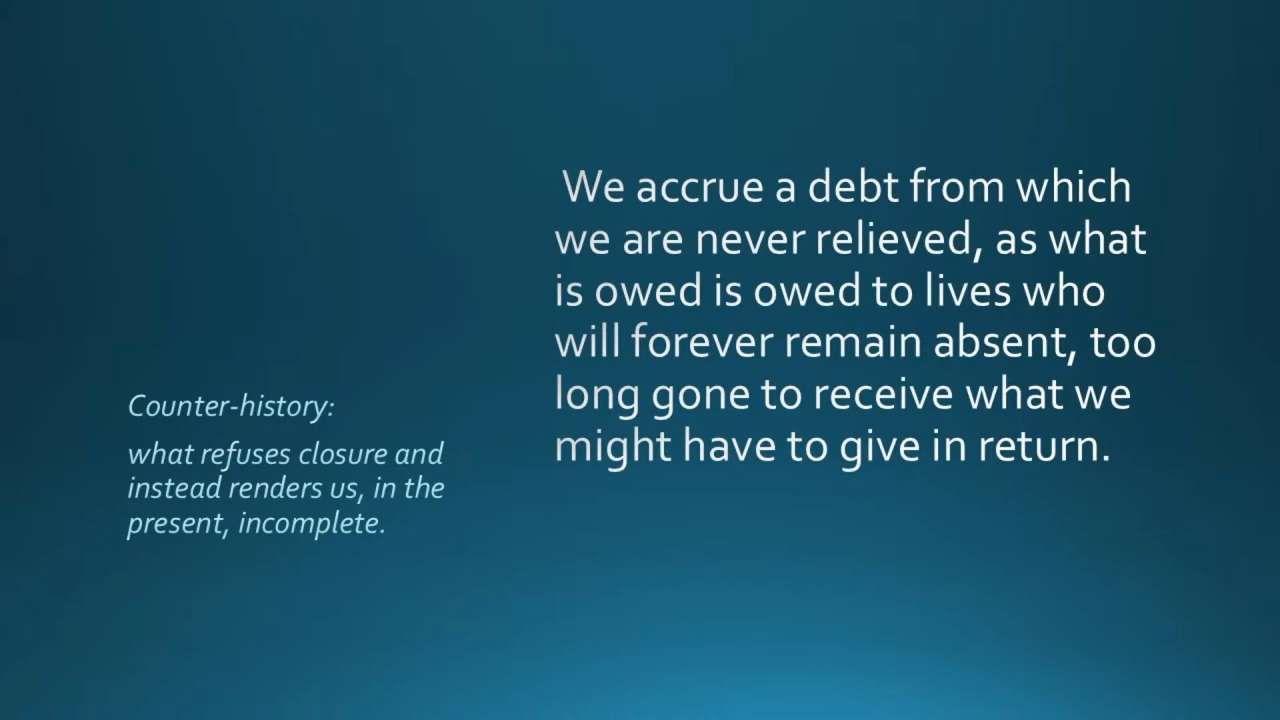 We accrue a debt from which
we are never relieved, as what
is owed is owed to lives who
will forever remain absent, too
long gone to receive what we
might have to give in return.
Counter-history:
what refuses closure and
instead renders us, in the
present, incomplete.